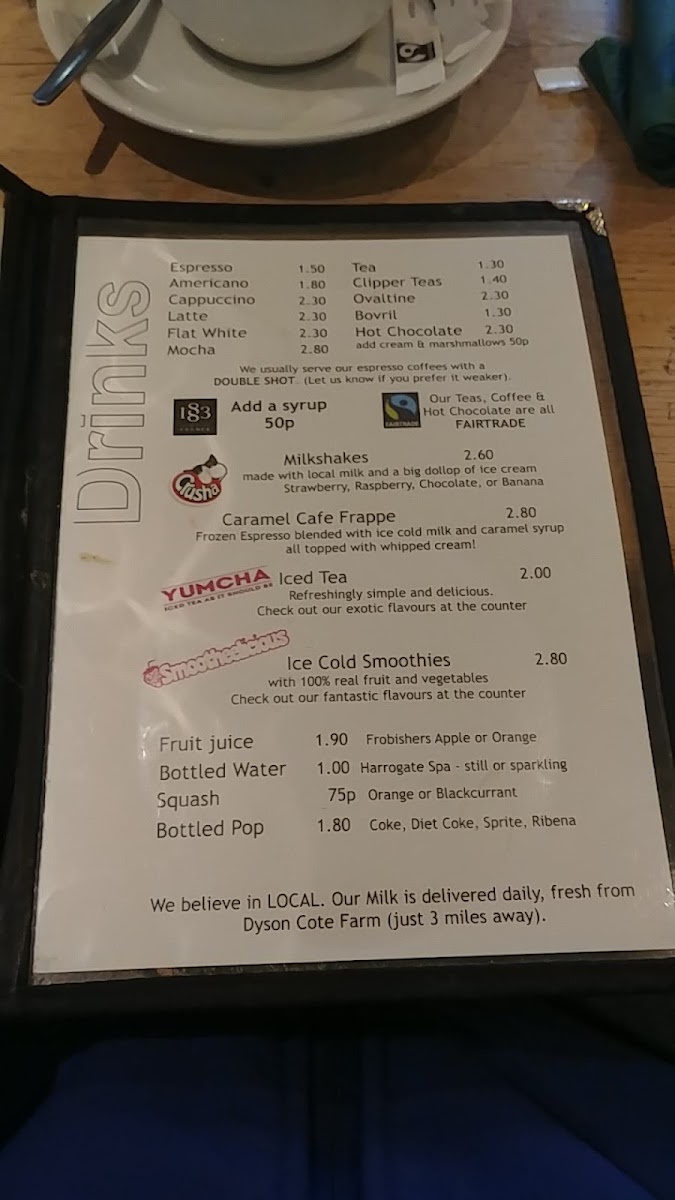 Drinks
Espresso 1.50
Americano 1.80
Cappuccino 2.30
Latte 2.30
Flat White 2.30
Mocha 2.80
Tea 1.30
Clipper Teas 1.40
Ovaltine 2.30
Bovril 1.30
Hot Chocolate 2.30
add cream & marshmallows 50p
We usually serve our espresso coffees with a
DOUBLE SHOT. (Let us know if you prefer it weaker).
183
Add a syrup
50p
FAIRTRADE
Our Teas, Coffee &
Hot Chocolate are all
FAIRTRADE
Crusha
Milkshakes 2.60
made with local milk and a big dollop of ice cream
Strawberry, Raspberry, Chocolate, or Banana
Caramel Cafe Frappe 2.80
Frozen Espresso blended with ice cold milk and caramel syrup
all topped with whipped cream!
YUMCHA
ICED TEA AS IT SHOULD BE
Iced Tea 2.00
Refreshingly simple and delicious.
Check out our exotic flavours at the counter
Smoothedicious
Ice Cold Smoothies 2.80
with 100% real fruit and vegetables
Check out our fantastic flavours at the counter
Fruit juice 1.90 Frobishers Apple or Orange
Bottled Water 1.00 Harrogate Spa - still or sparkling
Squash 75p Orange or Blackcurrant
Bottled Pop 1.80 Coke, Diet Coke, Sprite, Ribena
We believe in LOCAL. Our Milk is delivered daily, fresh from
Dyson Cote Farm (just 3 miles away).